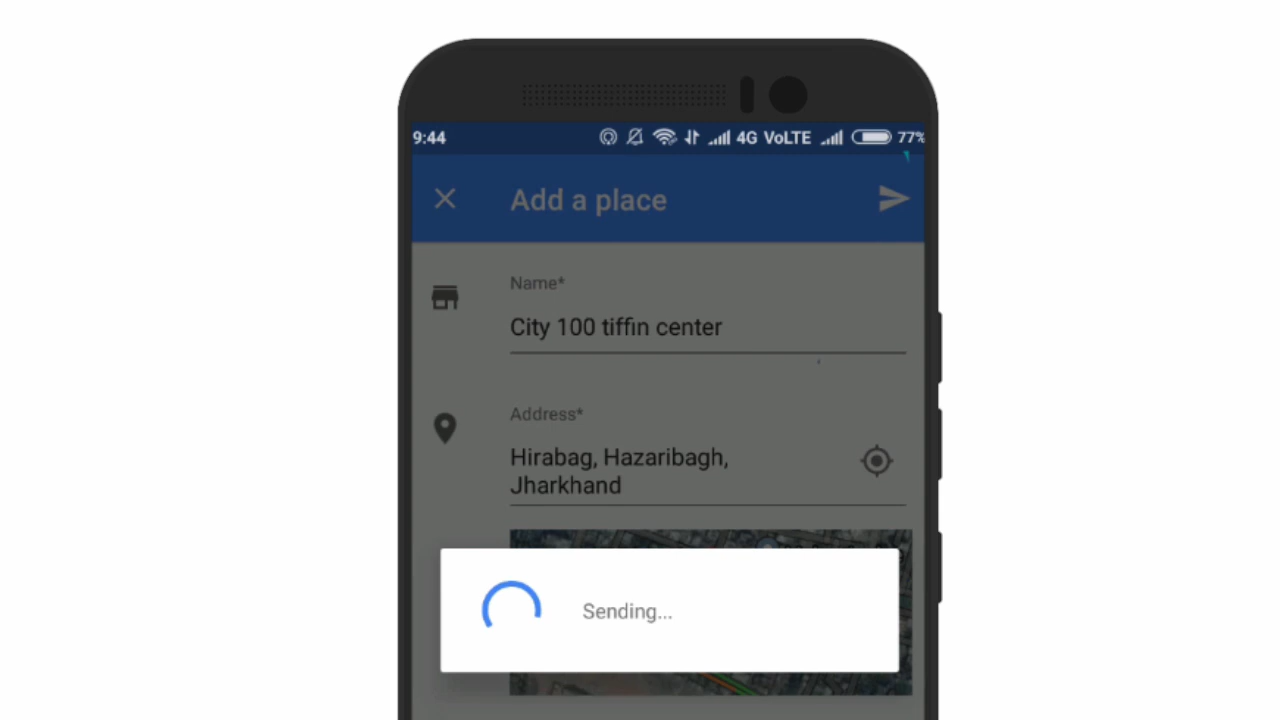 9:44 4G VoLTE 77%
Add a place
Name*
City 100 tiffin center
Address*
Hirabag, Hazaribagh,
Jharkhand
Sending...